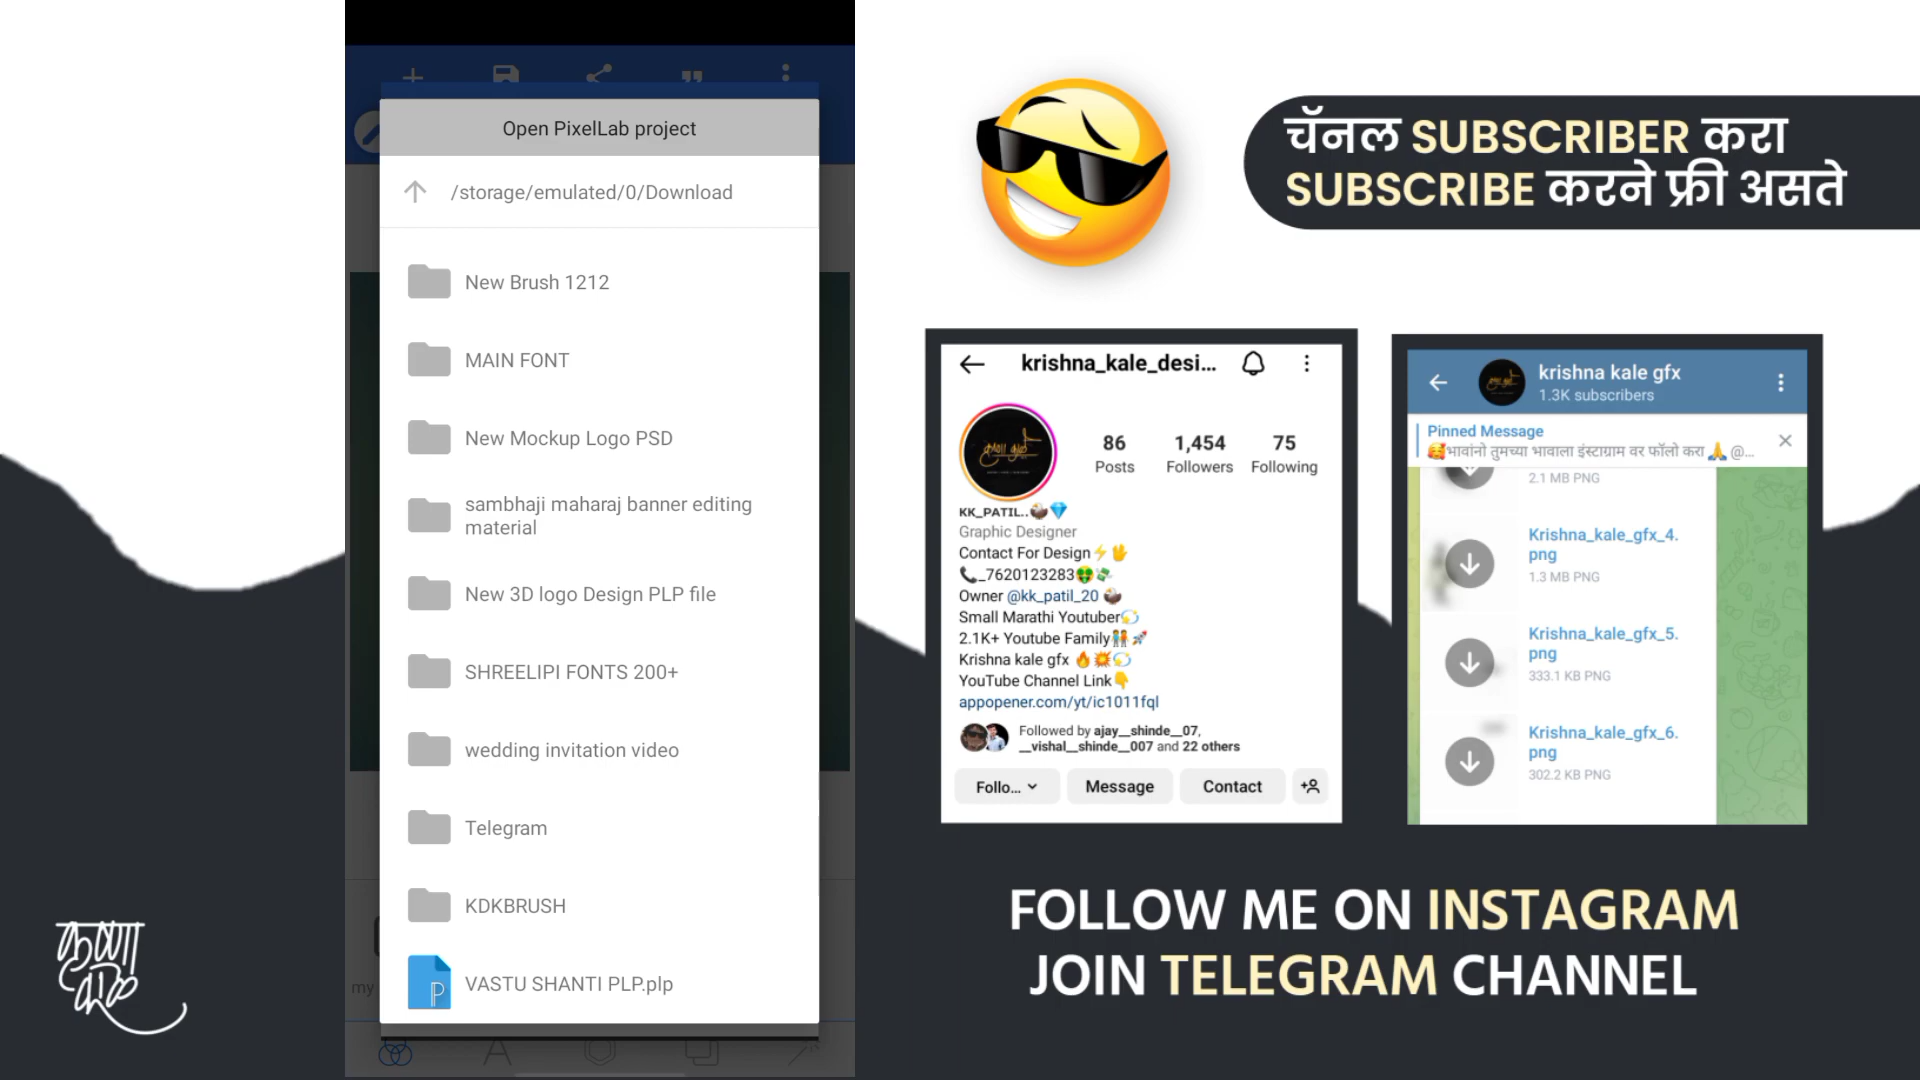 Open PixelLab project
/storage/emulated/0/Download
New Brush 1212
MAIN FONT
New Mockup Logo PSD
sambhaji maharaj banner editing
material
New 3D logo Design PLP file
SHREELIPI FONTS 200+
wedding invitation video
Telegram
KDKBRUSH
VASTU SHANTI PLP.plp
my
चॅनल SUBSCRIBER करा
SUBSCRIBE करने फ्री असते
krishna_kale_desi...
86 1,454 75
Posts Followers Following
KK_PATIL..
Graphic Designer
Contact For Design⚡🖖
📞_7620123283🤑💸
Owner @kk_patil_20
Small Marathi Youtuber💫
2.1K+ Youtube Family👬🚀
Krishna kale gfx 🔥💥💫
YouTube Channel Link👇
appopener.com/yt/ic1011fql
Followed by ajay__shinde__07,
__vishal__shinde__007 and 22 others
Follo... Message Contact
krishna kale gfx
1.3K subscribers
Pinned Message
🥰भावांनो तुमच्या भावाला इंस्टाग्राम वर फॉलो करा 🙏 @...
2.1 MB PNG
Krishna_kale_gfx_4.
png
1.3 MB PNG
Krishna_kale_gfx_5.
png
333.1 KB PNG
Krishna_kale_gfx_6.
png
302.2 KB PNG
FOLLOW ME ON INSTAGRAM
JOIN TELEGRAM CHANNEL